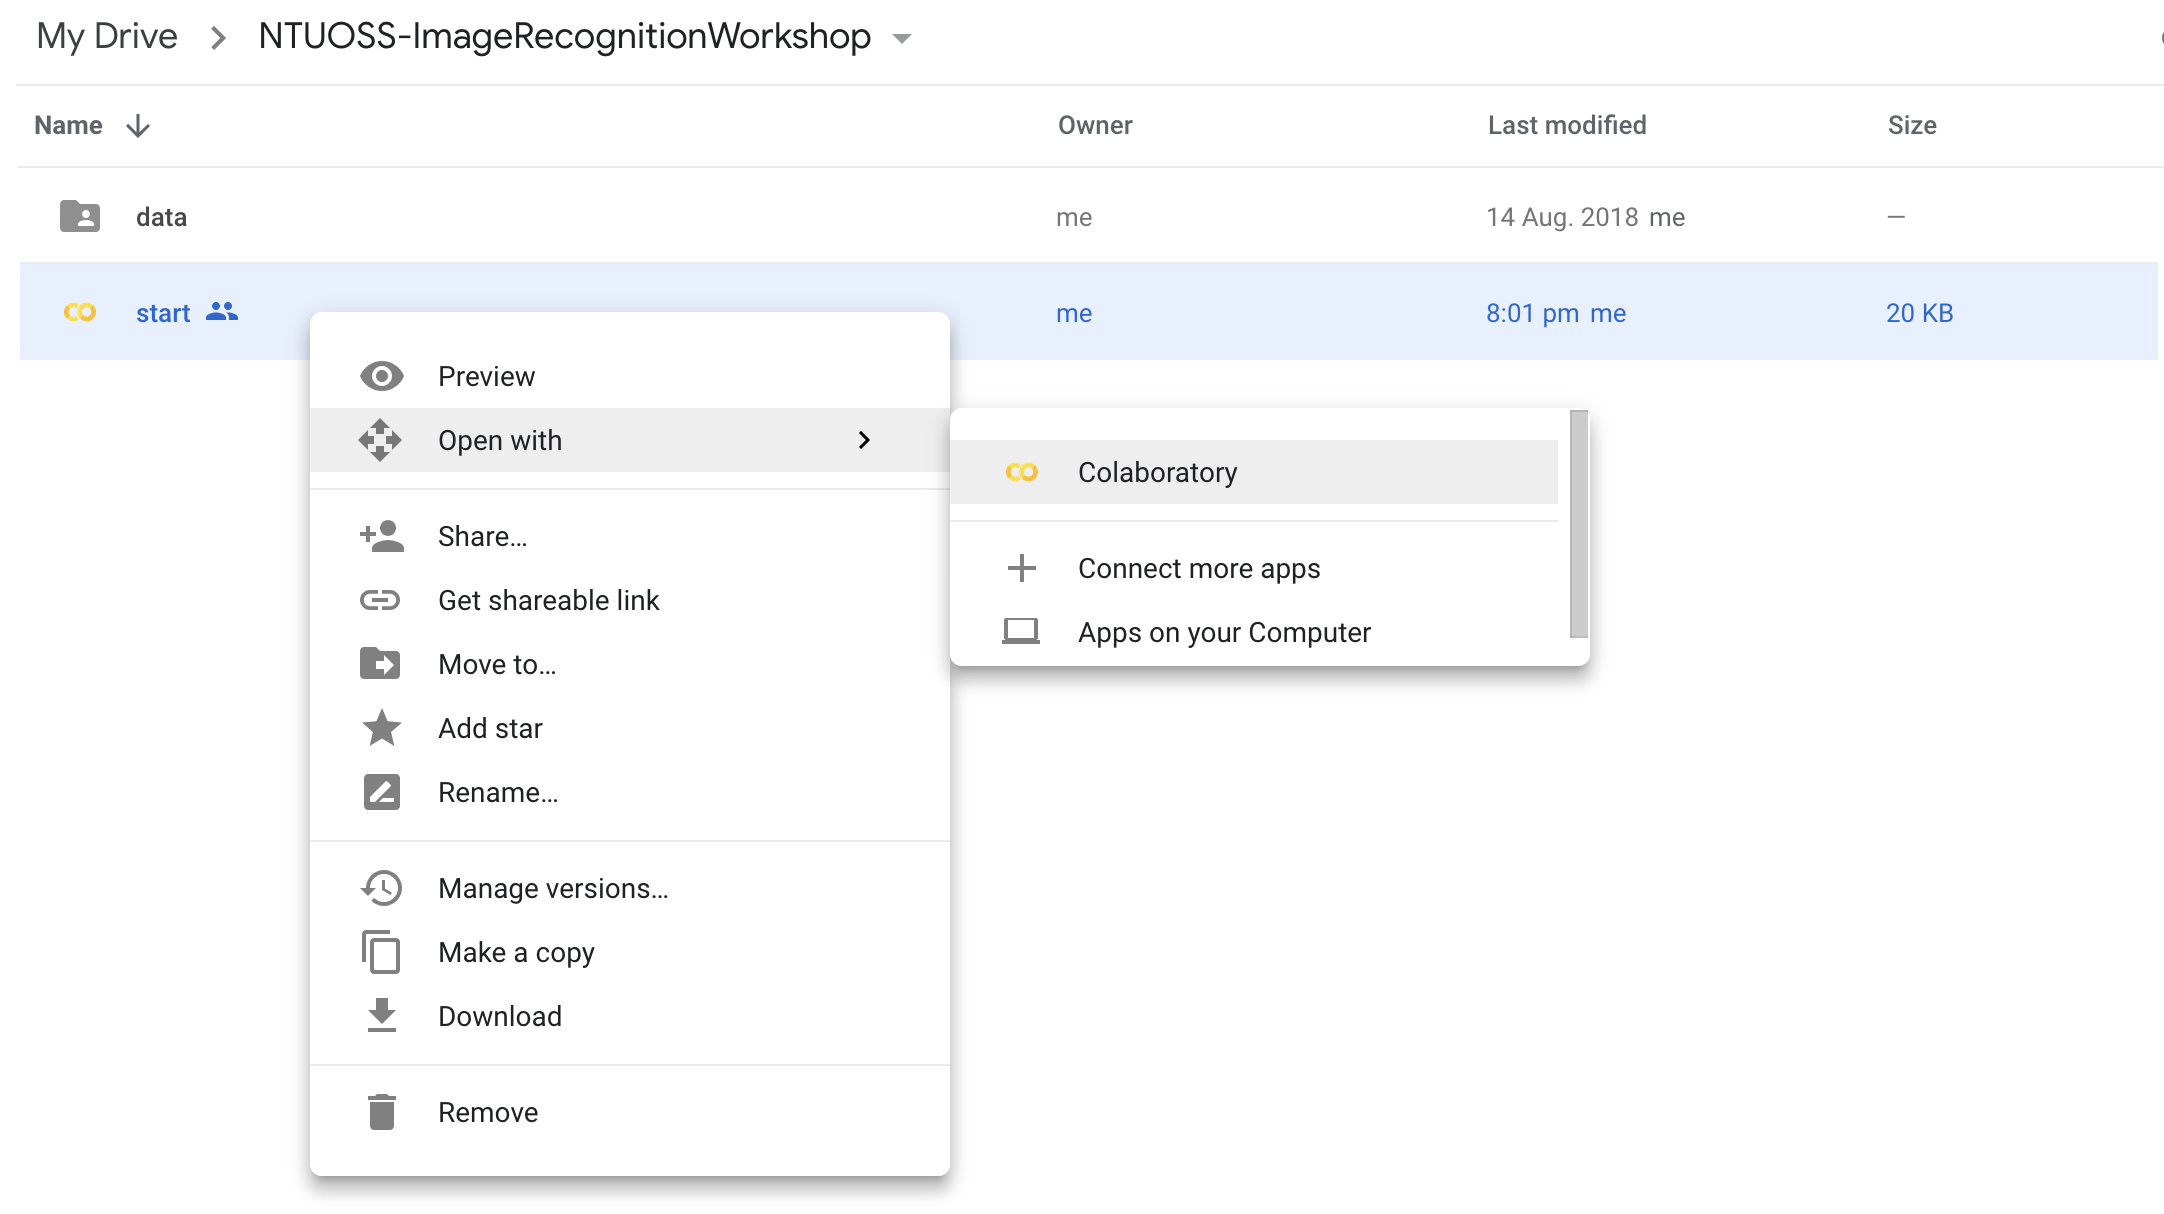 My Drive > NTUOSS-ImageRecognitionWorkshop
Name Owner Last modified Size
data me 14 Aug. 2018 me —
start me 8:01 pm me 20 KB
Preview
Open with
Share...
Get shareable link
Move to...
Add star
Rename...
Manage versions...
Make a copy
Download
Remove
Colaboratory
Connect more apps
Apps on your Computer